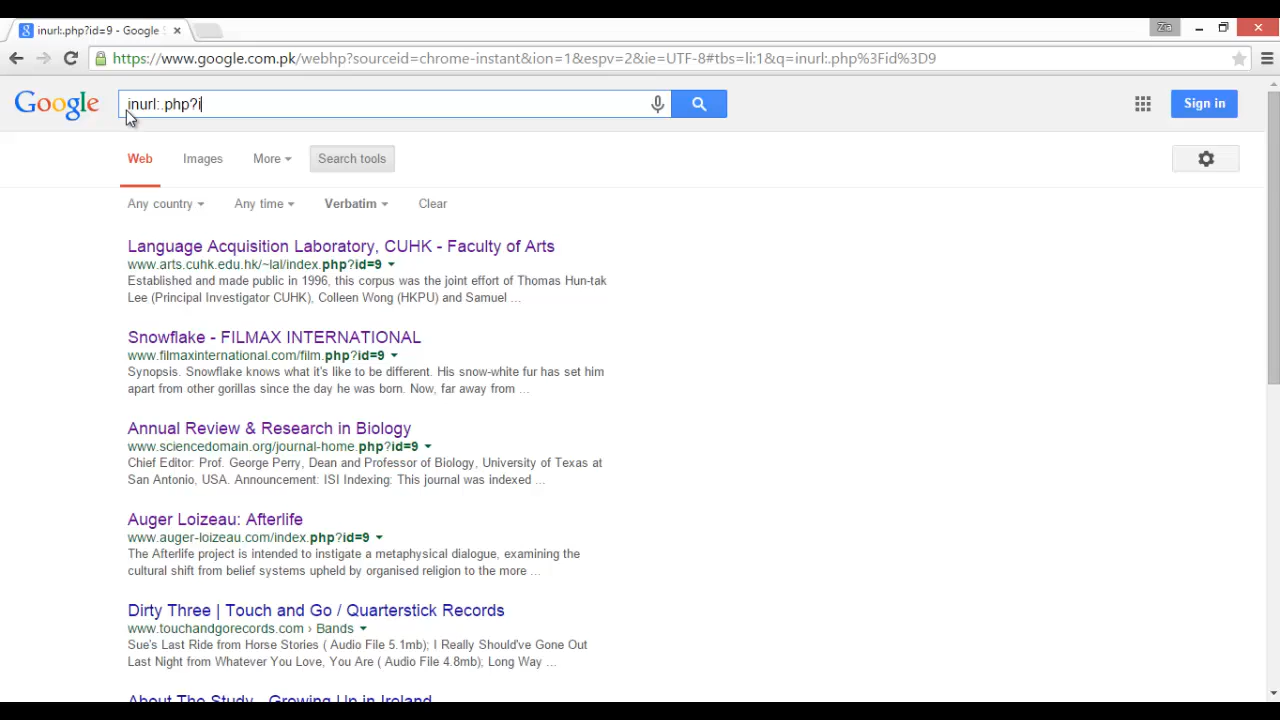 inurl:.php?id=9 - Google
Zia
https://www.google.com.pk/webhp?sourceid=chrome-instant&ion=1&espv=2&ie=UTF-8#tbs=li:1&q=inurl:.php%3Fid%3D9
Google
inurl:.php?i
Sign in
Web Images More Search tools
Any country Any time Verbatim Clear
Language Acquisition Laboratory, CUHK - Faculty of Arts
www.arts.cuhk.edu.hk/~lal/index.php?id=9
Established and made public in 1996, this corpus was the joint effort of Thomas Hun-tak
Lee (Principal Investigator CUHK), Colleen Wong (HKPU) and Samuel ...
Snowflake - FILMAX INTERNATIONAL
www.filmaxinternational.com/film.php?id=9
Synopsis. Snowflake knows what it's like to be different. His snow-white fur has set him
apart from other gorillas since the day he was born. Now, far away from ...
Annual Review & Research in Biology
www.sciencedomain.org/journal-home.php?id=9
Chief Editor: Prof. George Perry, Dean and Professor of Biology, University of Texas at
San Antonio, USA. Announcement: ISI Indexing: This journal was indexed ...
Auger Loizeau: Afterlife
www.auger-loizeau.com/index.php?id=9
The Afterlife project is intended to instigate a metaphysical dialogue, examining the
cultural shift from belief systems upheld by organised religion to the more ...
Dirty Three | Touch and Go / Quarterstick Records
www.touchandgorecords.com › Bands
Sue's Last Ride from Horse Stories ( Audio File 5.1mb); I Really Should've Gone Out
Last Night from Whatever You Love, You Are ( Audio File 4.8mb); Long Way ...
About The Study - Growing Up in Ireland